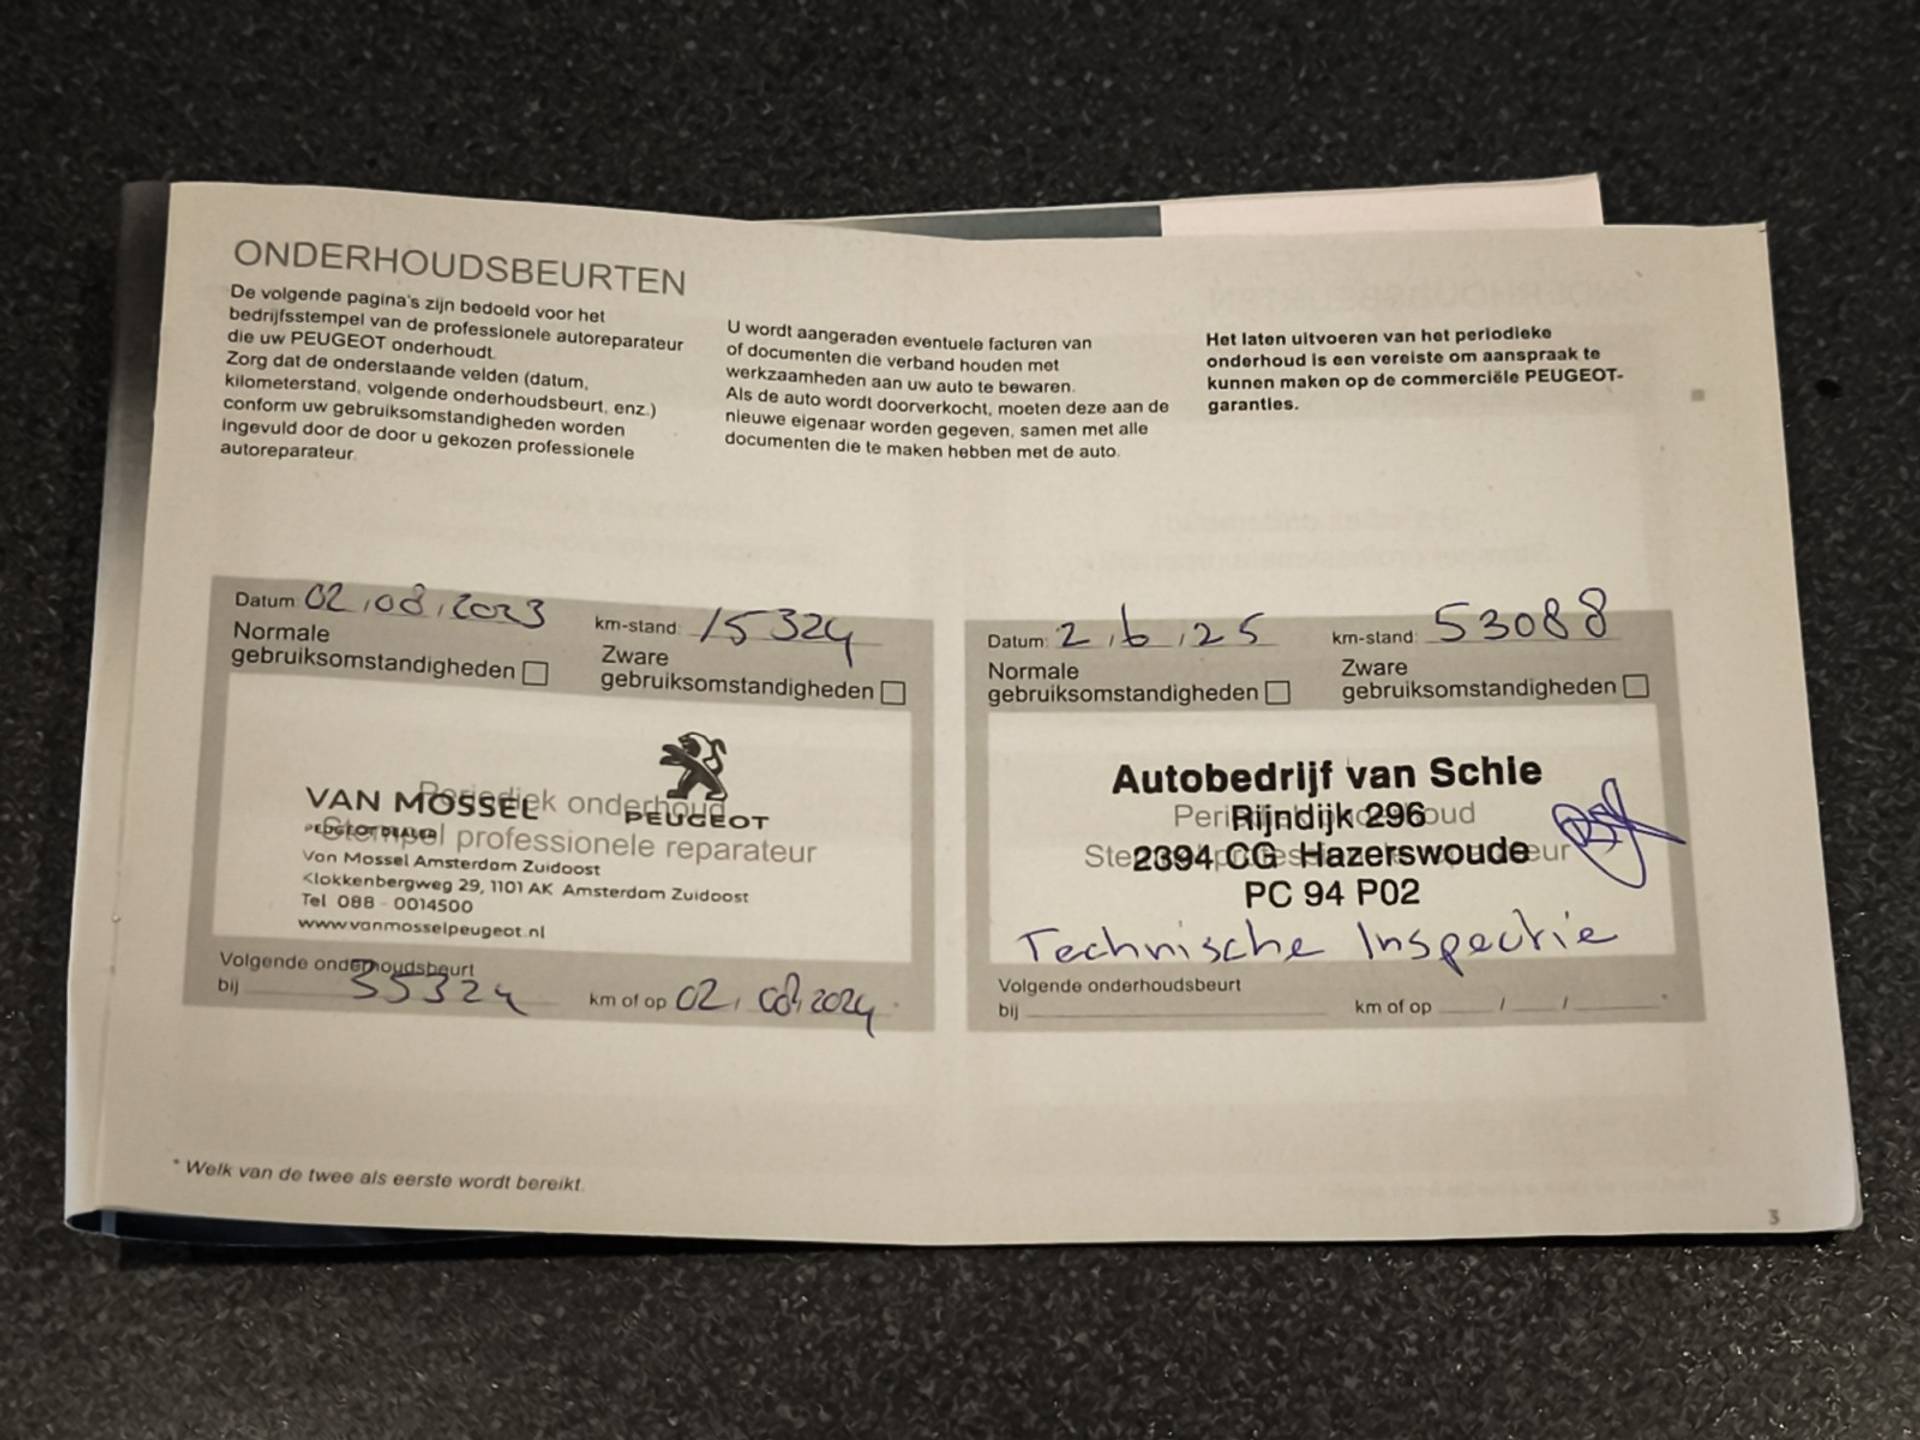 ONDERHOUDSBEURTEN
De volgende pagina's zijn bedoeld voor het
bedrijfsstempel van de professionele autoreparateur
die uw PEUGEOT onderhoudt.
Zorg dat de onderstaande velden (datum,
kilometerstand, volgende onderhoudsbeurt, enz.)
conform uw gebruiksomstandigheden worden
ingevuld door de door u gekozen professionele
autoreparateur.
U wordt aangeraden eventuele facturen van
of documenten die verband houden met
werkzaamheden aan uw auto te bewaren.
Als de auto wordt doorverkocht, moeten deze aan de
nieuwe eigenaar worden gegeven, samen met alle
documenten die te maken hebben met de auto.
Het laten uitvoeren van het periodieke
onderhoud is een vereiste om aanspraak te
kunnen maken op de commerciële PEUGEOT-
garanties.
Datum: 02/08/2023 km-stand: 15324
Normale
gebruiksomstandigheden
Zware
gebruiksomstandigheden
Periodiek onderhoud
Stempel professionele reparateur
VAN MOSSEL
PEUGEOT
PEUGEOT DEALER
Van Mossel Amsterdam Zuidoost
Klokkenbergweg 29, 1101 AK Amsterdam Zuidoost
Tel 088 - 0014500
www.vanmosselpeugeot.nl
Volgende onderhoudsbeurt
bij 35324 km of op 02/08/2024 *
Datum: 2/6/25 km-stand: 53088
Normale
gebruiksomstandigheden
Zware
gebruiksomstandigheden
Periodiek onderhoud
Stempel professionele reparateur
Autobedrijf van Schie
Rijndijk 296
2394 CG Hazerswoude
PC 94 P02
Technische Inspectie
Volgende onderhoudsbeurt
bij km of op / / *
* Welk van de twee als eerste wordt bereikt.
3